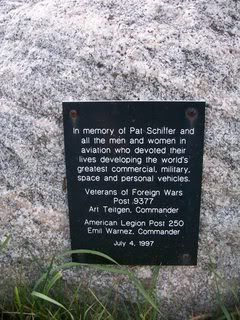 In memory of Pat Schiffer and
all the men and women in
aviation who devoted their
lives developing the world's
greatest commercial, military,
space and personal vehicles.
Veterans of Foreign Wars
Post 9377
Art Teitgen, Commander
American Legion Post 250
Emil Warnez, Commander
July 4, 1997